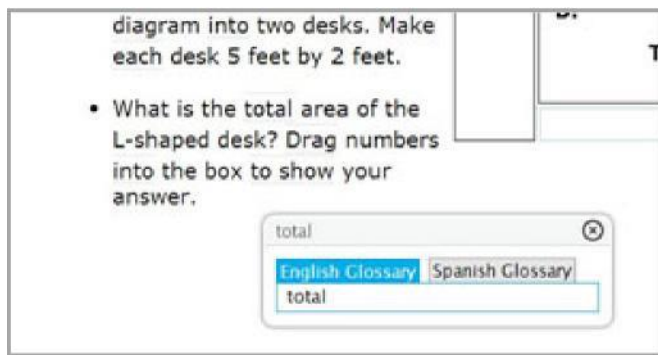 diagram into two desks. Make
each desk 5 feet by 2 feet.
• What is the total area of the
L-shaped desk? Drag numbers
into the box to show your
answer.
total
English Glossary Spanish Glossary
total